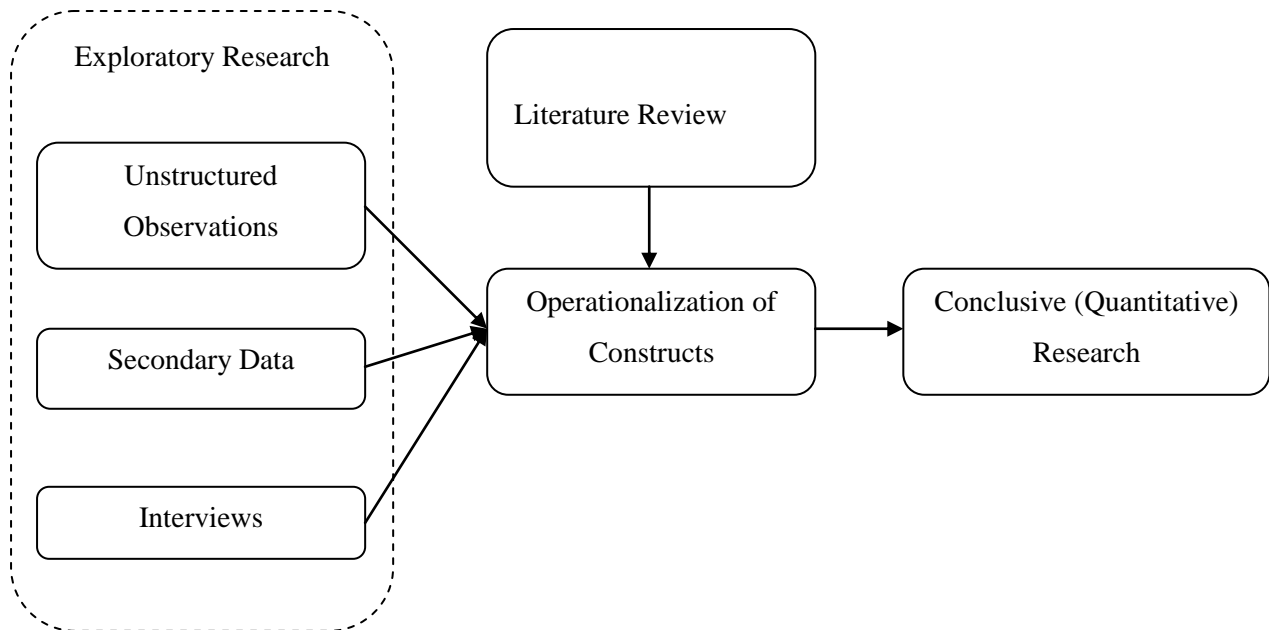 Exploratory Research
Unstructured
Observations
Secondary Data
Interviews
Literature Review
Operationalization of
Constructs
Conclusive (Quantitative)
Research